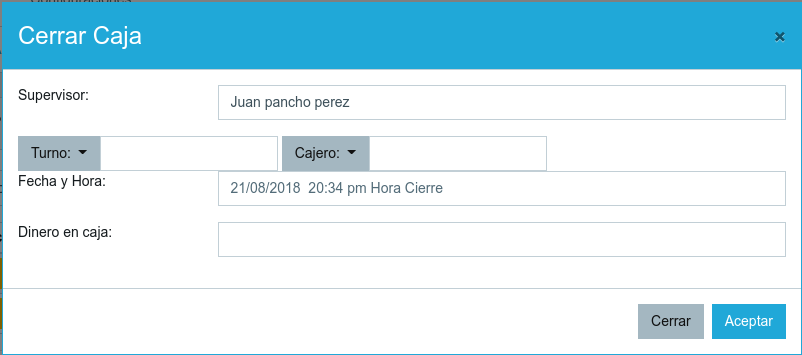 Cerrar Caja ×
Supervisor: Juan pancho perez
Turno: Cajero:
Fecha y Hora: 21/08/2018 20:34 pm Hora Cierre
Dinero en caja:
Cerrar Aceptar